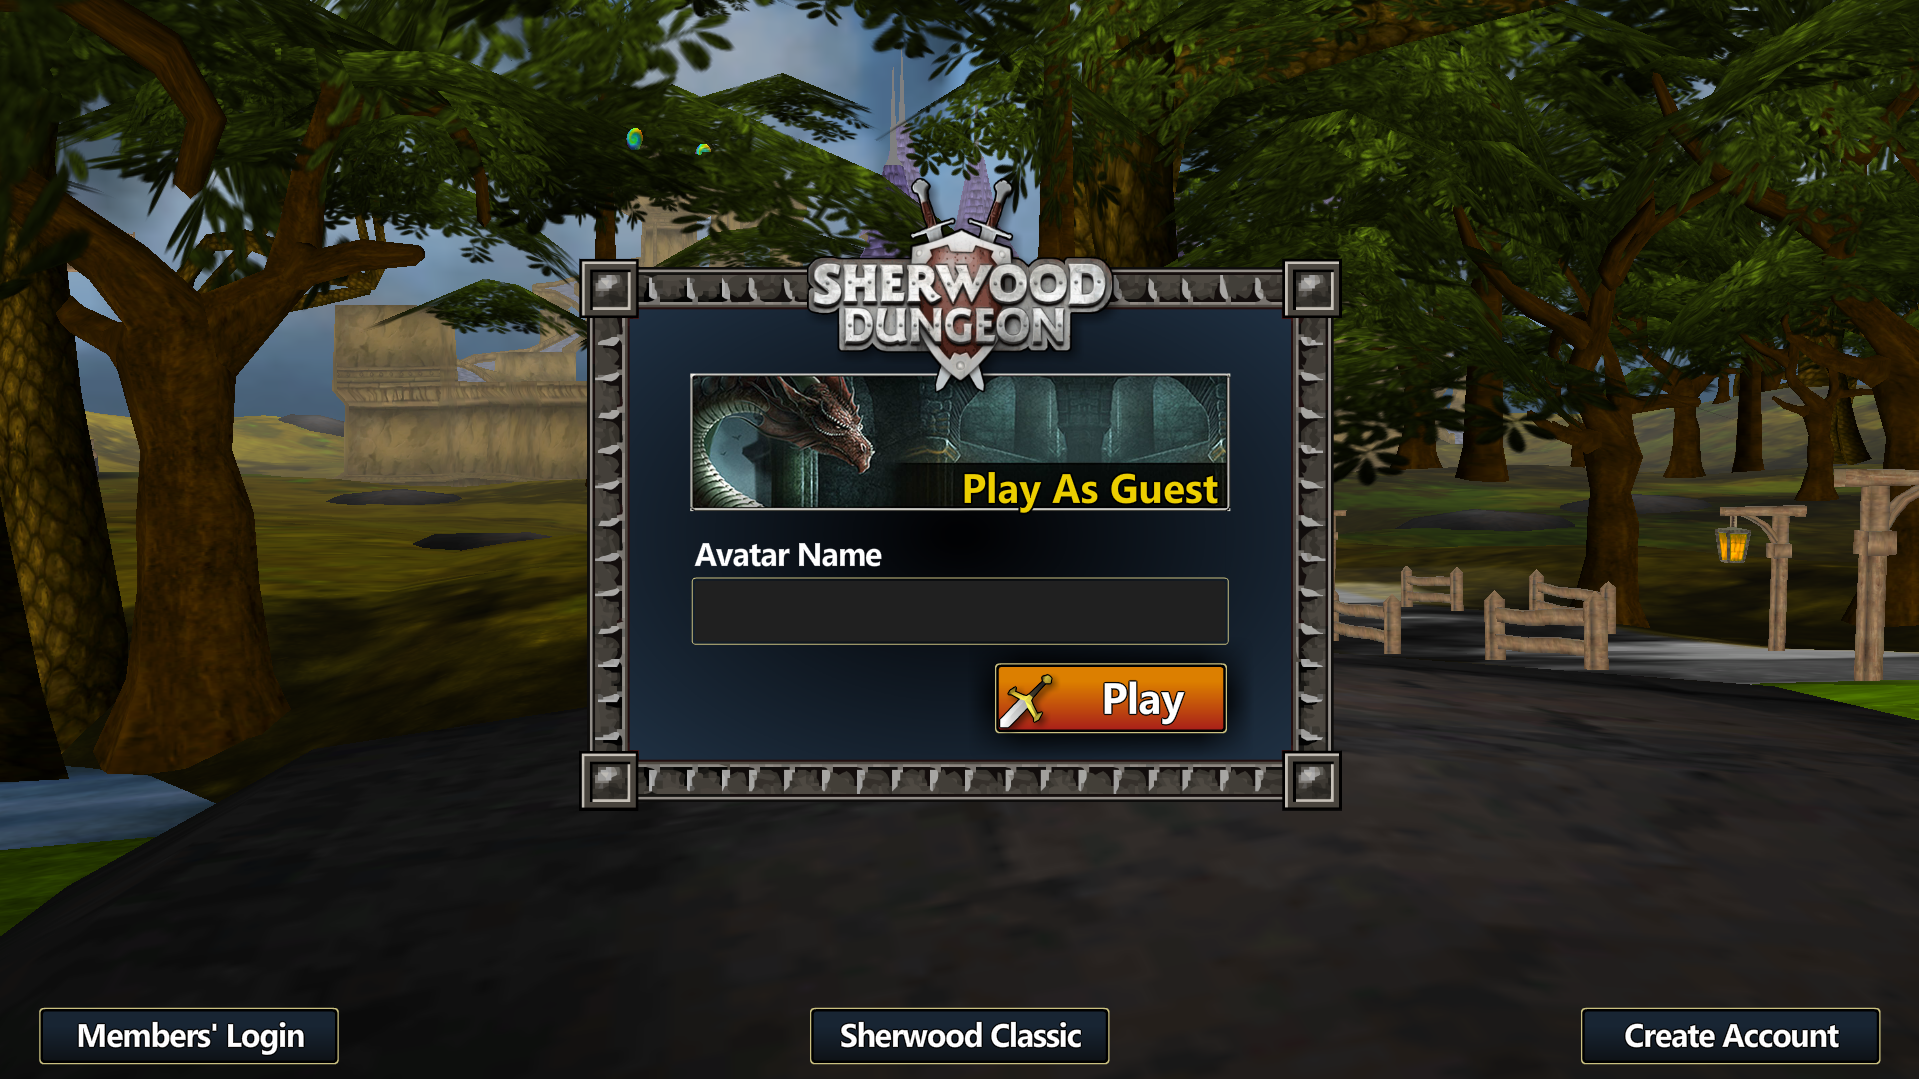 SHERWOOD
DUNGEON
Play As Guest
Avatar Name
Play
Members' Login
Sherwood Classic
Create Account